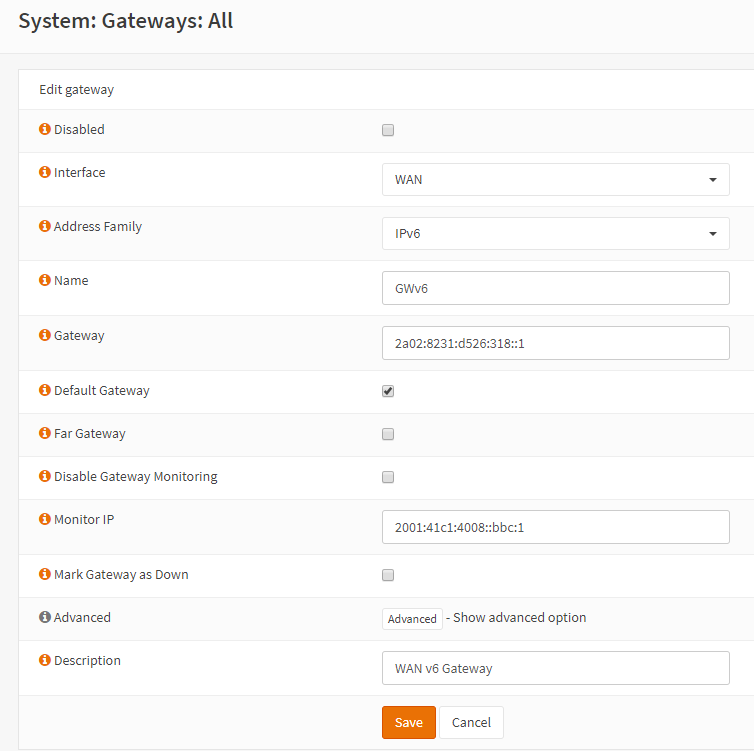 System: Gateways: All
Edit gateway
Disabled
Interface
WAN
Address Family
IPv6
Name
GWv6
Gateway
2a02:8231:d526:318::1
Default Gateway
Far Gateway
Disable Gateway Monitoring
Monitor IP
2001:41c1:4008::bbc:1
Mark Gateway as Down
Advanced
Advanced - Show advanced option
Description
WAN v6 Gateway
Save Cancel